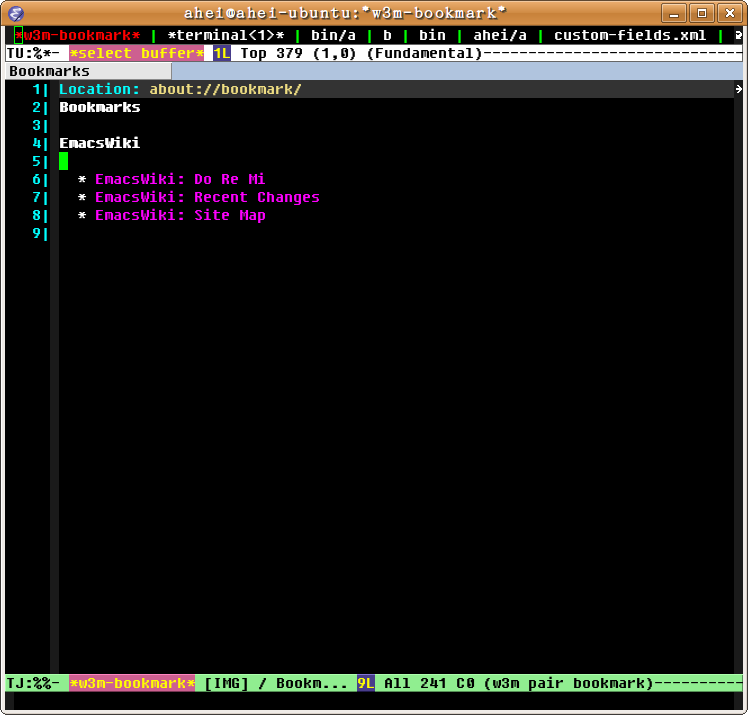 ahei@ahei-ubuntu:*w3m-bookmark*
*w3m-bookmark* | *terminal<1>* | bin/a | b | bin | ahei/a | custom-fields.xml |
TU:%*- *select buffer* 1L Top 379 (1,0) (Fundamental)-----------------------------
Bookmarks
1| Location: about://bookmark/
2| Bookmarks
3|
4| EmacsWiki
5|
6| * EmacsWiki: Do Re Mi
7| * EmacsWiki: Recent Changes
8| * EmacsWiki: Site Map
9|
TJ:%%- *w3m-bookmark* [IMG] / Bookm... 9L All 241 C0 (w3m pair bookmark)----------